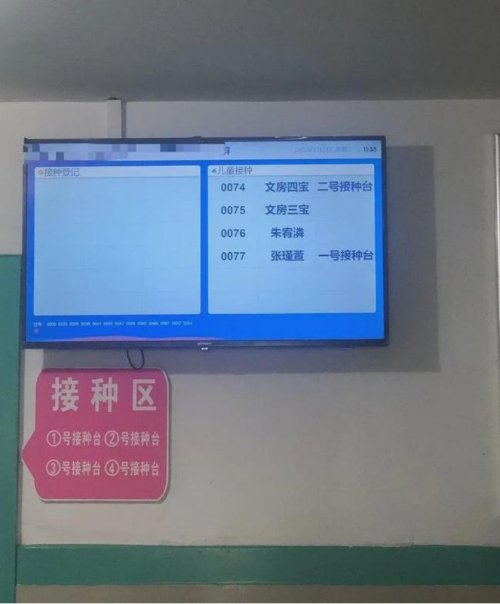 屏
11:53
接种登记
儿童接种
0074 文房四宝 二号接种台
0075 文房三宝
0076 朱宥潾
0077 张瑾萱 一号接种台
接种区
①号接种台 ②号接种台
③号接种台 ④号接种台